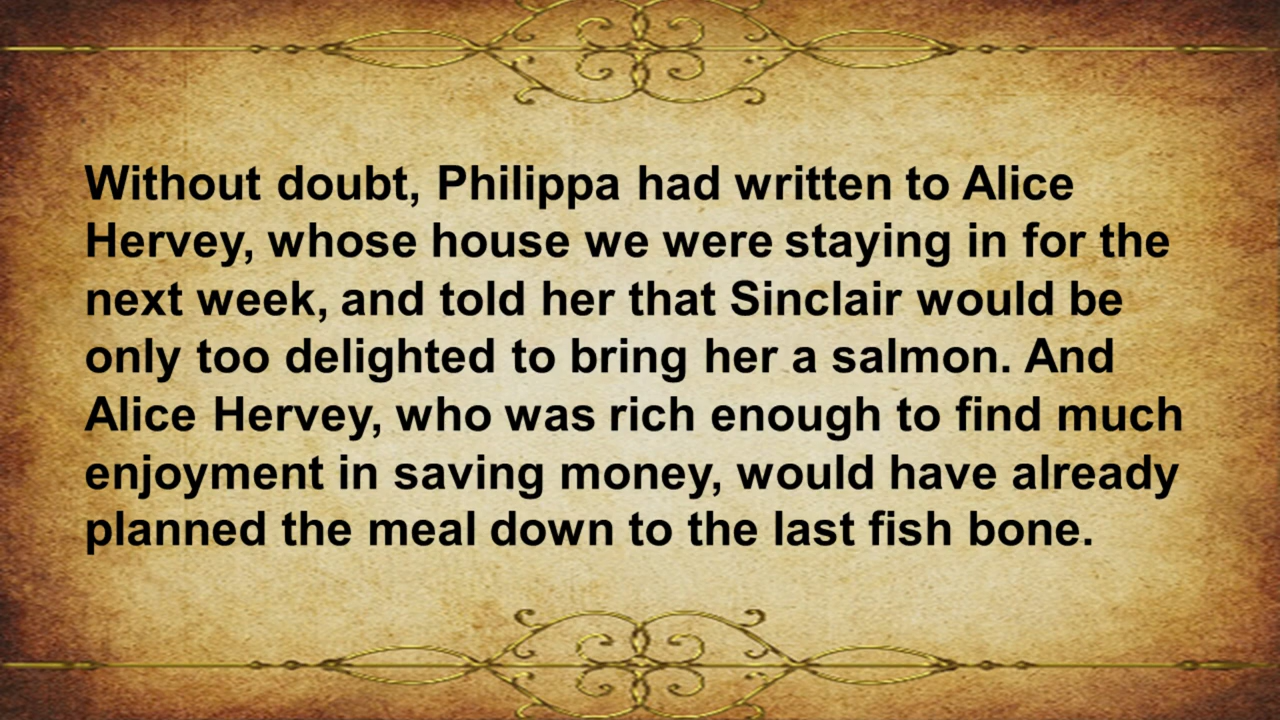 Without doubt, Philippa had written to Alice
Hervey, whose house we were staying in for the
next week, and told her that Sinclair would be
only too delighted to bring her a salmon. And
Alice Hervey, who was rich enough to find much
enjoyment in saving money, would have already
planned the meal down to the last fish bone.